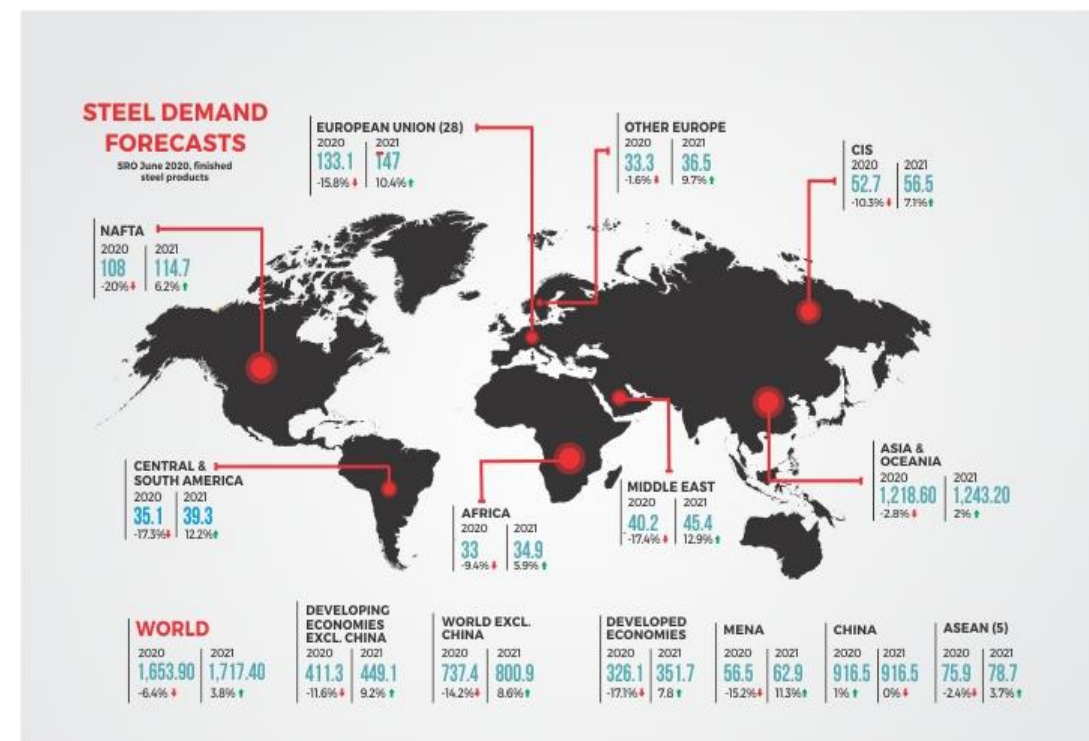 STEEL DEMAND
FORECASTS
SRO June 2020, finished
steel products
EUROPEAN UNION (28)
2020 2021
133.1 147
-15.8% 10.4%
OTHER EUROPE
2020 2021
33.3 36.5
-1.6% 9.7%
CIS
2020 2021
52.7 56.5
-10.3% 7.1%
NAFTA
2020 2021
108 114.7
-20% 6.2%
CENTRAL &
SOUTH AMERICA
2020 2021
35.1 39.3
-17.3% 12.2%
AFRICA
2020 2021
33 34.9
-9.4% 5.9%
MIDDLE EAST
2020 2021
40.2 45.4
-17.4% 12.9%
ASIA &
OCEANIA
2020 2021
1,218.60 1,243.20
-2.8% 2%
WORLD
2020 2021
1,653.90 1,717.40
-6.4% 3.8%
DEVELOPING
ECONOMIES
EXCL. CHINA
2020 2021
411.3 449.1
-11.6% 9.2%
WORLD EXCL.
CHINA
2020 2021
737.4 800.9
-14.2% 8.6%
DEVELOPED
ECONOMIES
2020 2021
326.1 351.7
-17.1% 7.8
MENA
2020 2021
56.5 62.9
-15.2% 11.3%
CHINA
2020 2021
916.5 916.5
1% 0%
ASEAN (5)
2020 2021
75.9 78.7
-2.4% 3.7%